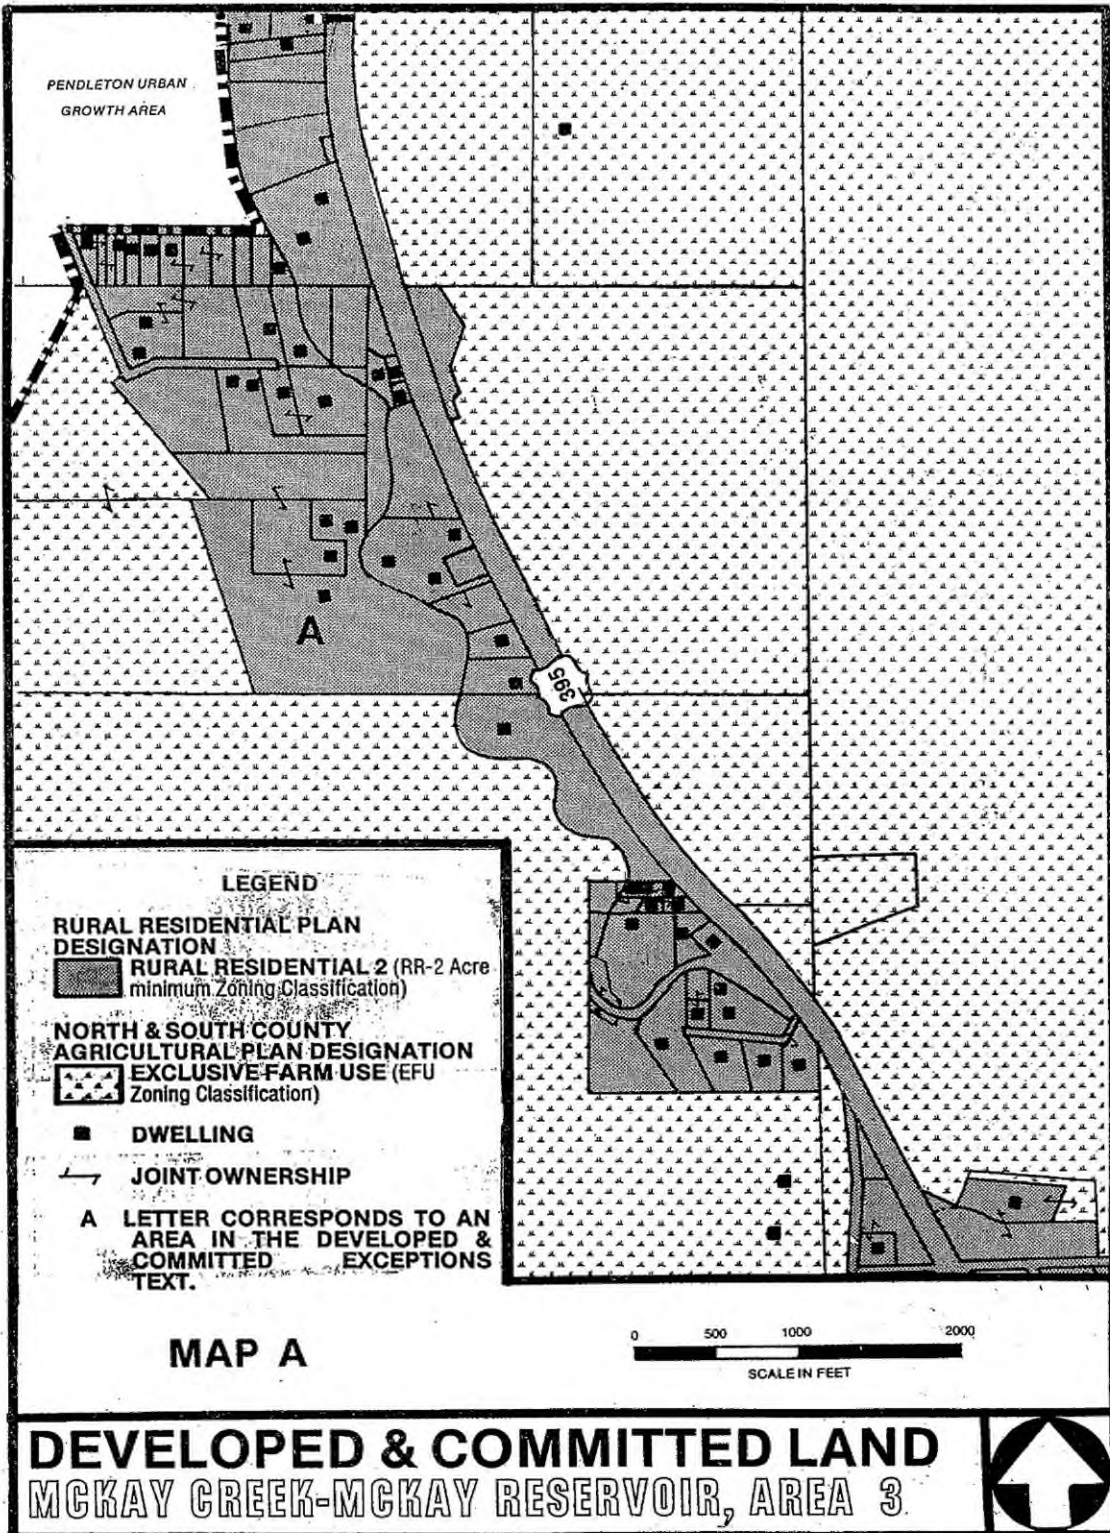 PENDLETON URBAN
GROWTH AREA
A
395
LEGEND
RURAL RESIDENTIAL PLAN
DESIGNATION
RURAL RESIDENTIAL 2 (RR-2 Acre
minimum Zoning Classification)
NORTH & SOUTH COUNTY
AGRICULTURAL PLAN DESIGNATION
EXCLUSIVE FARM USE (EFU
Zoning Classification)
DWELLING
JOINT OWNERSHIP
A LETTER CORRESPONDS TO AN
AREA IN THE DEVELOPED &
COMMITTED EXCEPTIONS
TEXT.
MAP A
0 500 1000 2000
SCALE IN FEET
DEVELOPED & COMMITTED LAND
MCKAY CREEK-MCKAY RESERVOIR, AREA 3